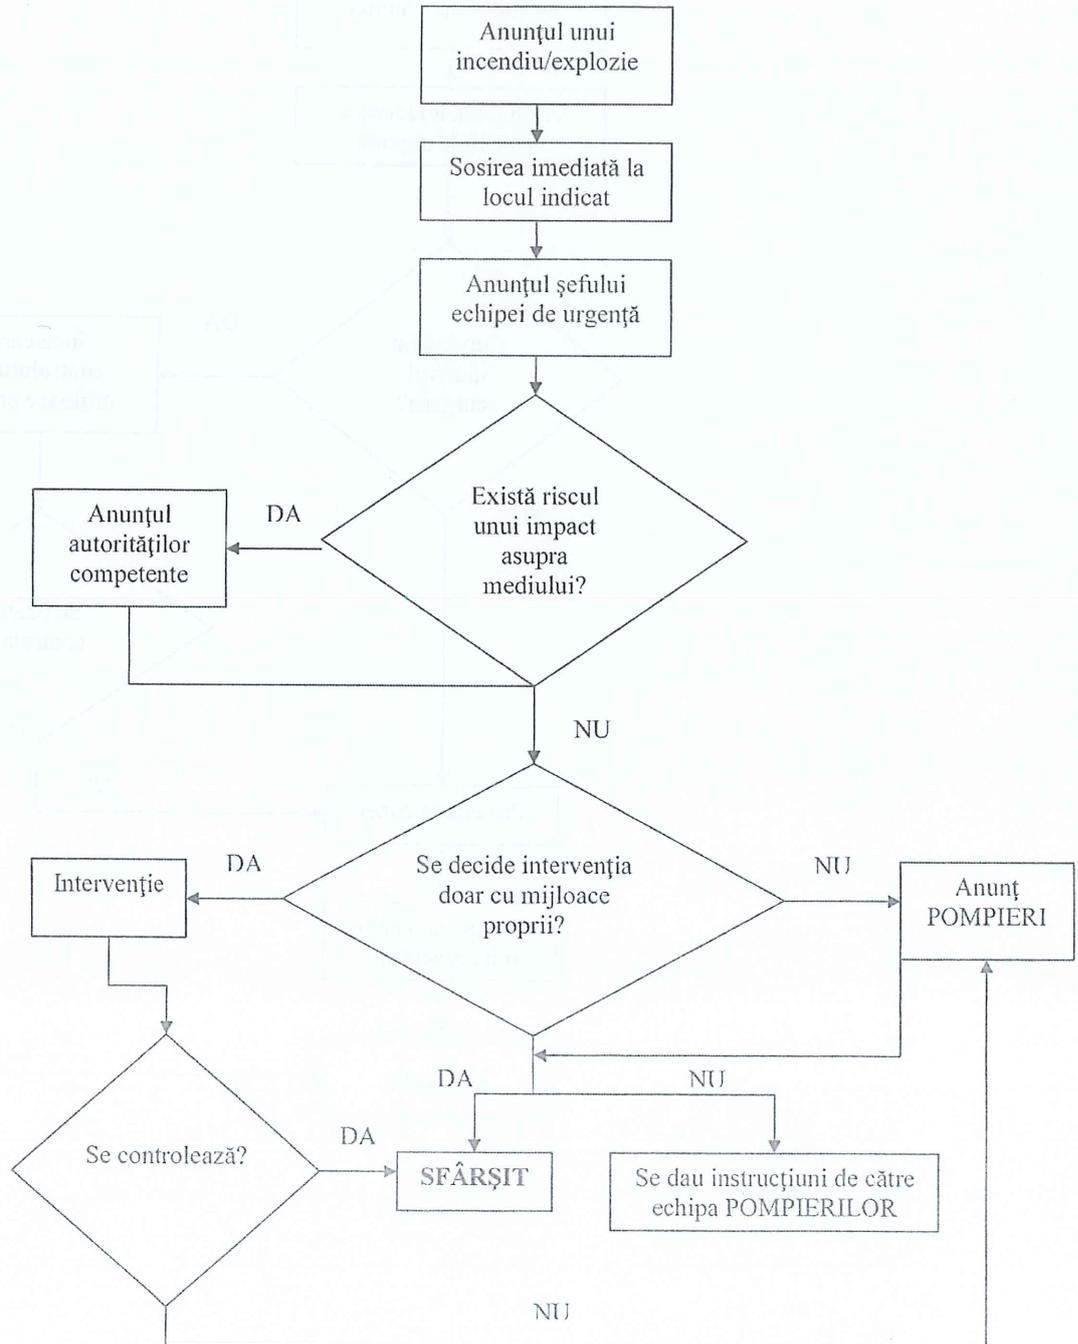 Anunţul unui
incendiu/explozie
Sosirea imediată la
locul indicat
Anunţul şefului
echipei de urgenţă
Există riscul
unui impact
asupra
mediului?
DA
Anunţul
autorităţilor
competente
NU
Se decide intervenţia
doar cu mijloace
proprii?
DA
Intervenţie
NU
Anunţ
POMPIERI
DA
NU
Se controlează?
DA
SFÂRŞIT
Se dau instrucţiuni de către
echipa POMPIERILOR
NU